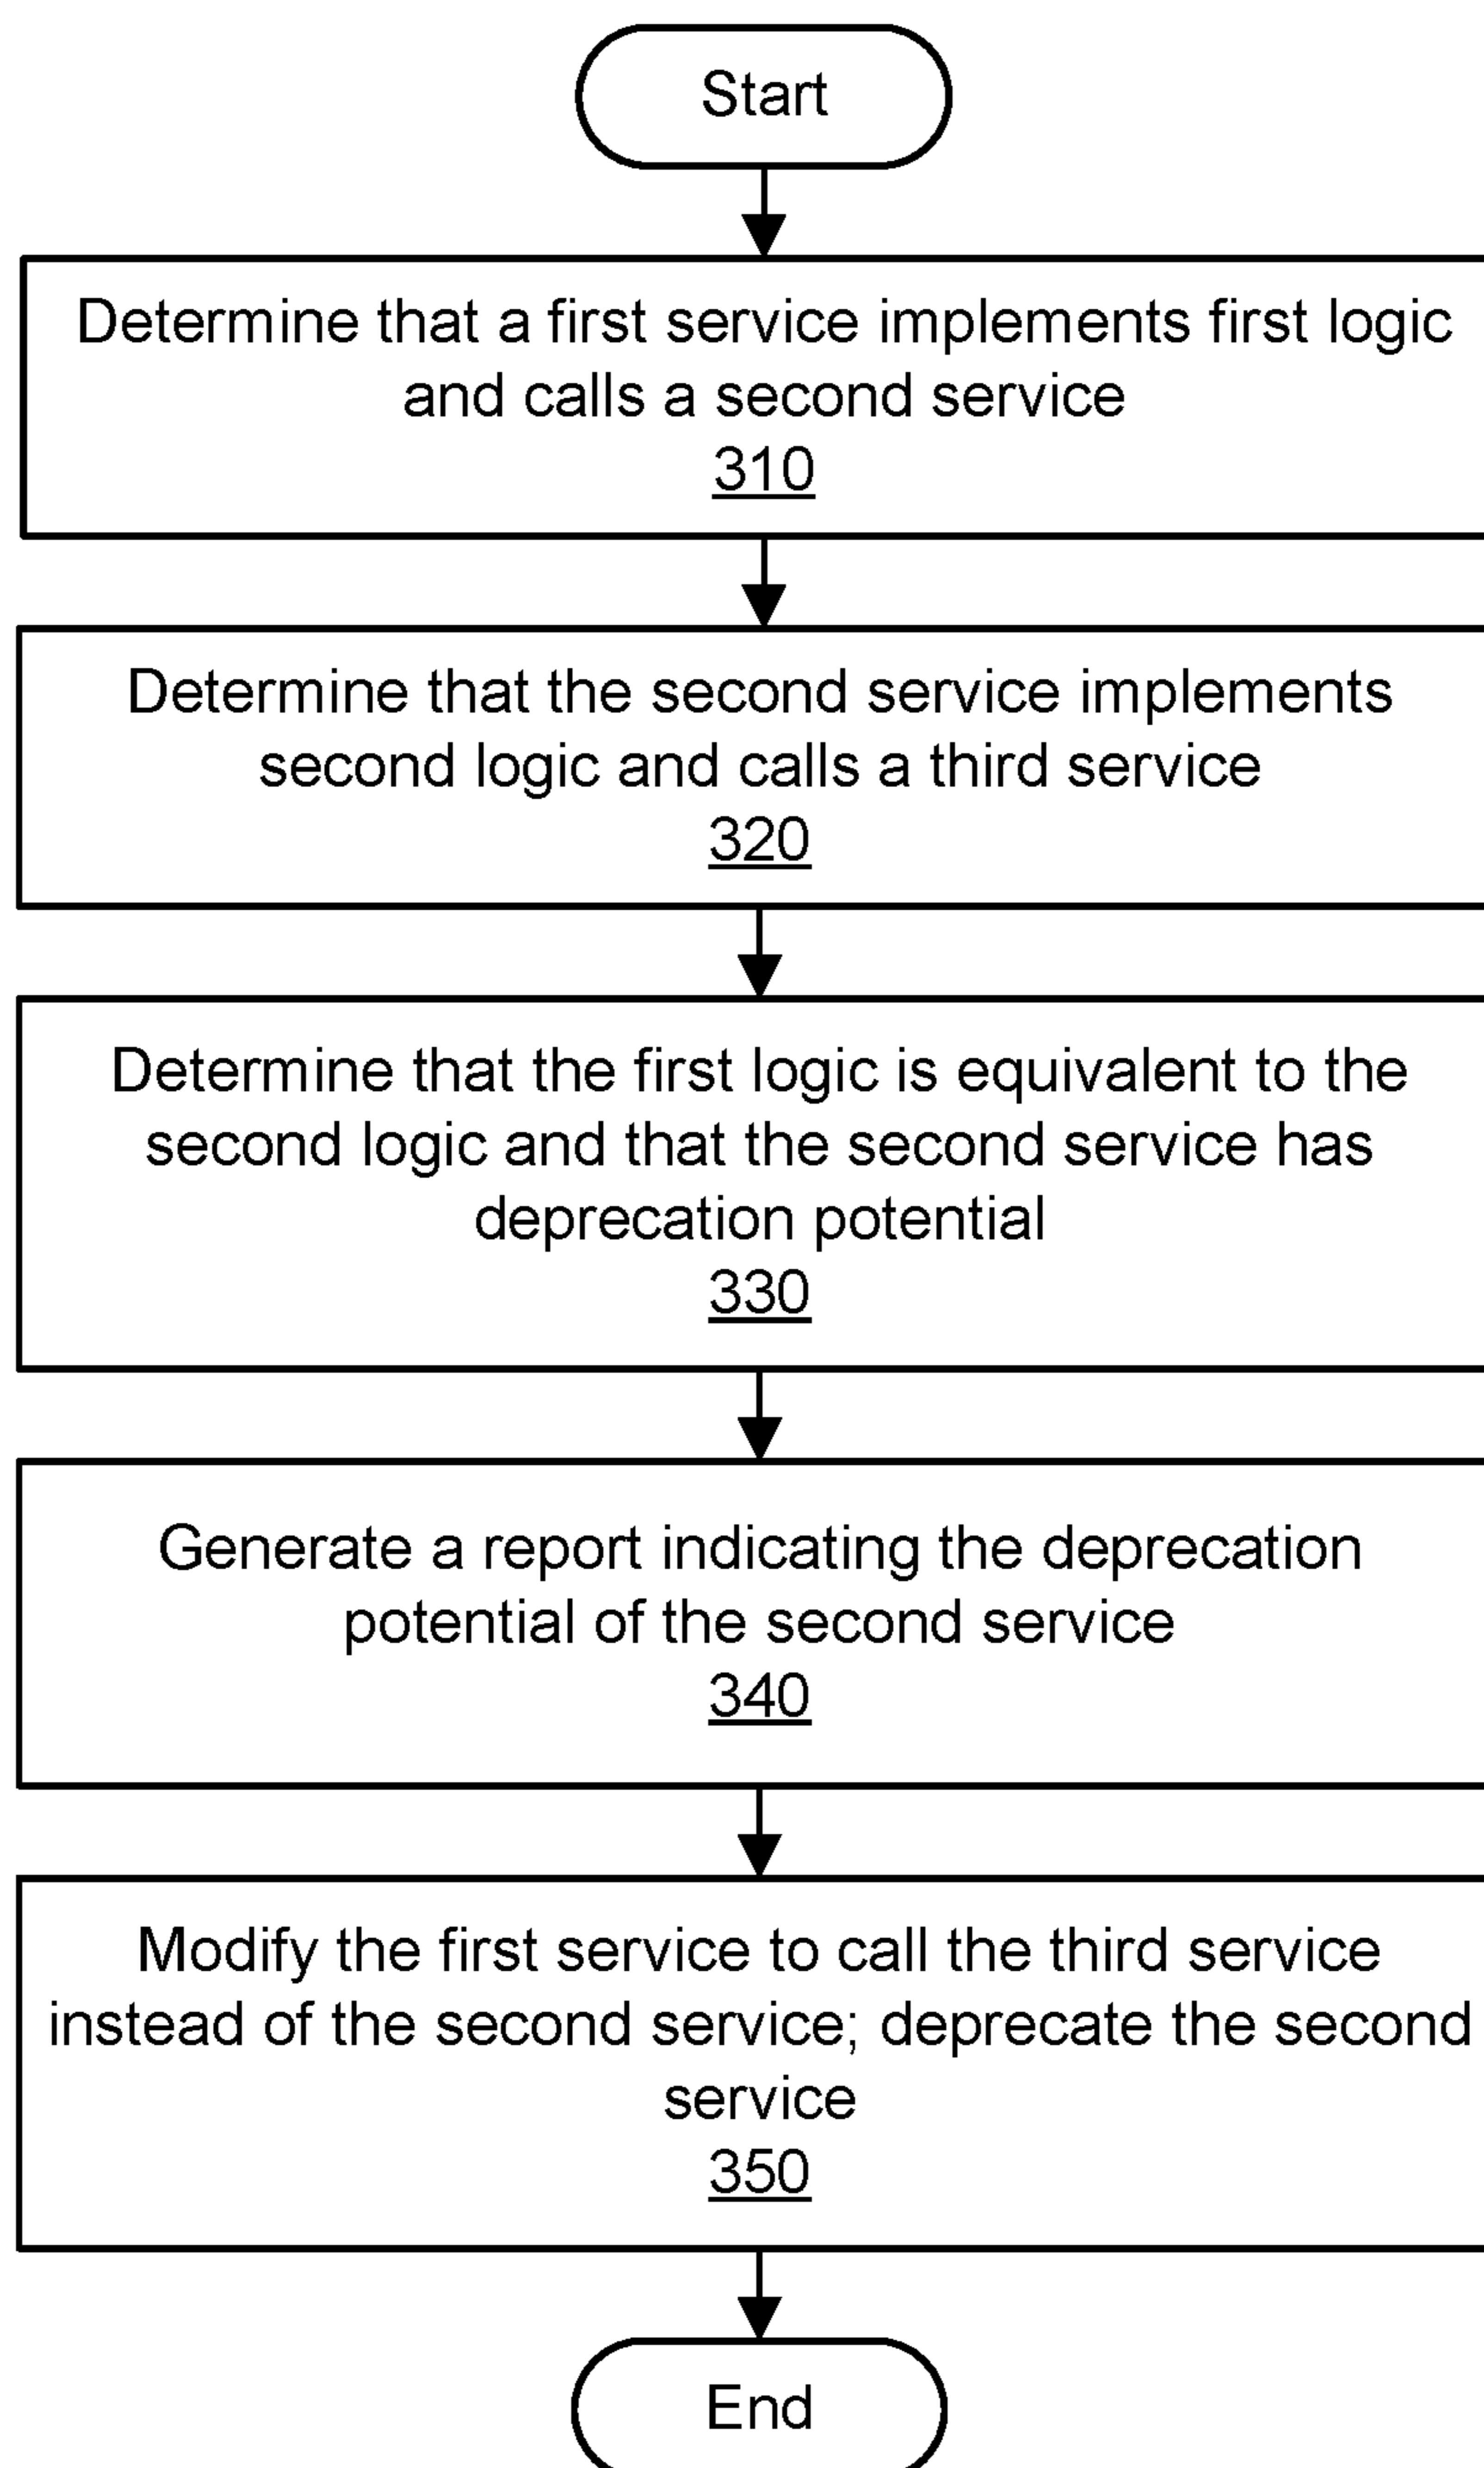 Start
Determine that a first service implements first logic
and calls a second service
310
Determine that the second service implements
second logic and calls a third service
320
Determine that the first logic is equivalent to the
second logic and that the second service has
deprecation potential
330
Generate a report indicating the deprecation
potential of the second service
340
Modify the first service to call the third service
instead of the second service; deprecate the second
service
350
End